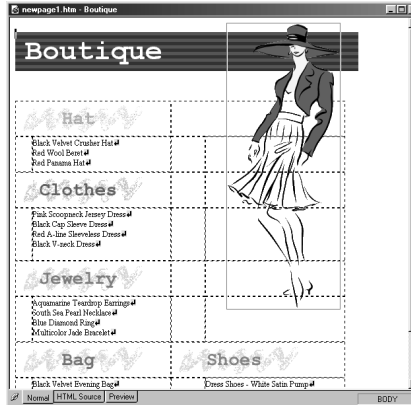 newpage1.htm - Boutique
Boutique
Hat
Black Velvet Crusher Hat
Red Wool Beret
Red Panama Hat
Clothes
Pink Scoopneck Jersey Dress
Black Cap Sleeve Dress
Red A-line Sleeveless Dress
Black V-neck Dress
Jewelry
Aquamarine Teardrop Earrings
South Sea Pearl Necklace
Blue Diamond Ring
Multicolor Jade Bracelet
Bag Shoes
Black Velvet Evening Bag Dress Shoes - White Satin Pump
Normal HTML Source Preview BODY